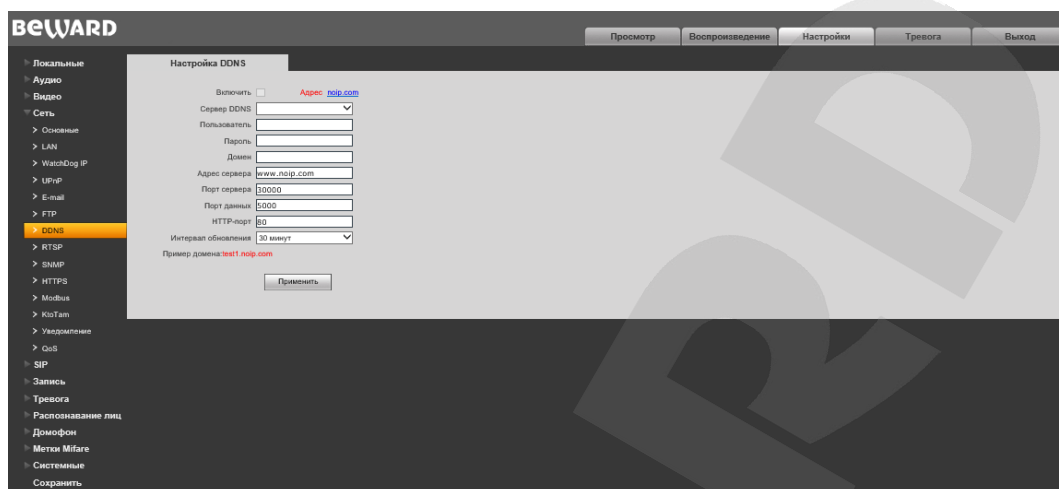 BEWARD
Просмотр Воспроизведение Настройки Тревога Выход
Локальные
Аудио
Видео
Сеть
Основные
LAN
WatchDog IP
UPnP
E-mail
FTP
DDNS
RTSP
SNMP
HTTPS
Modbus
KtoTam
Уведомление
QoS
SIP
Запись
Тревога
Распознавание лиц
Домофон
Метки Mifare
Системные
Сохранить
Настройка DDNS
Включить Адрес noip.com
Сервер DDNS
Пользователь
Пароль
Домен
Адрес сервера www.noip.com
Порт сервера 30000
Порт данных 5000
HTTP-порт 80
Интервал обновления 30 минут
Пример домена:test1.noip.com
Применить